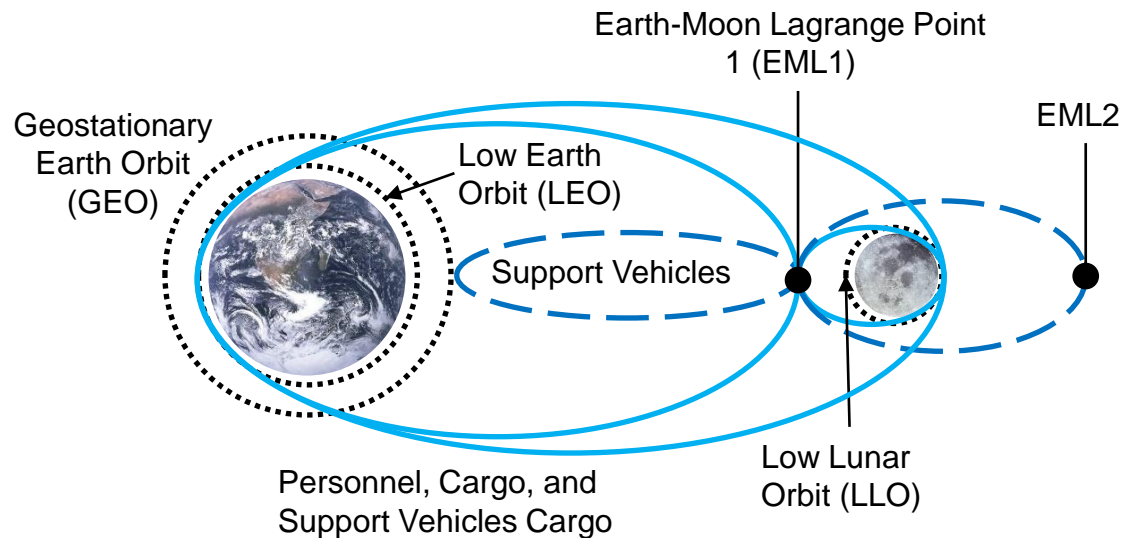 Earth-Moon Lagrange Point
1 (EML1)
EML2
Geostationary
Earth Orbit
(GEO)
Low Earth
Orbit (LEO)
Support Vehicles
Low Lunar
Orbit (LLO)
Personnel, Cargo, and
Support Vehicles Cargo